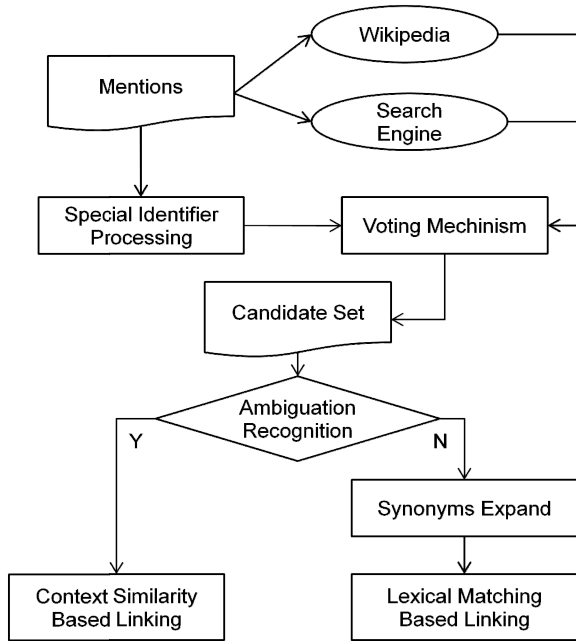 Wikipedia
Mentions
Search
Engine
Special Identifier
Processing
Voting Mechinism
Candidate Set
Ambiguation
Recognition
Y
N
Synonyms Expand
Context Similarity
Based Linking
Lexical Matching
Based Linking